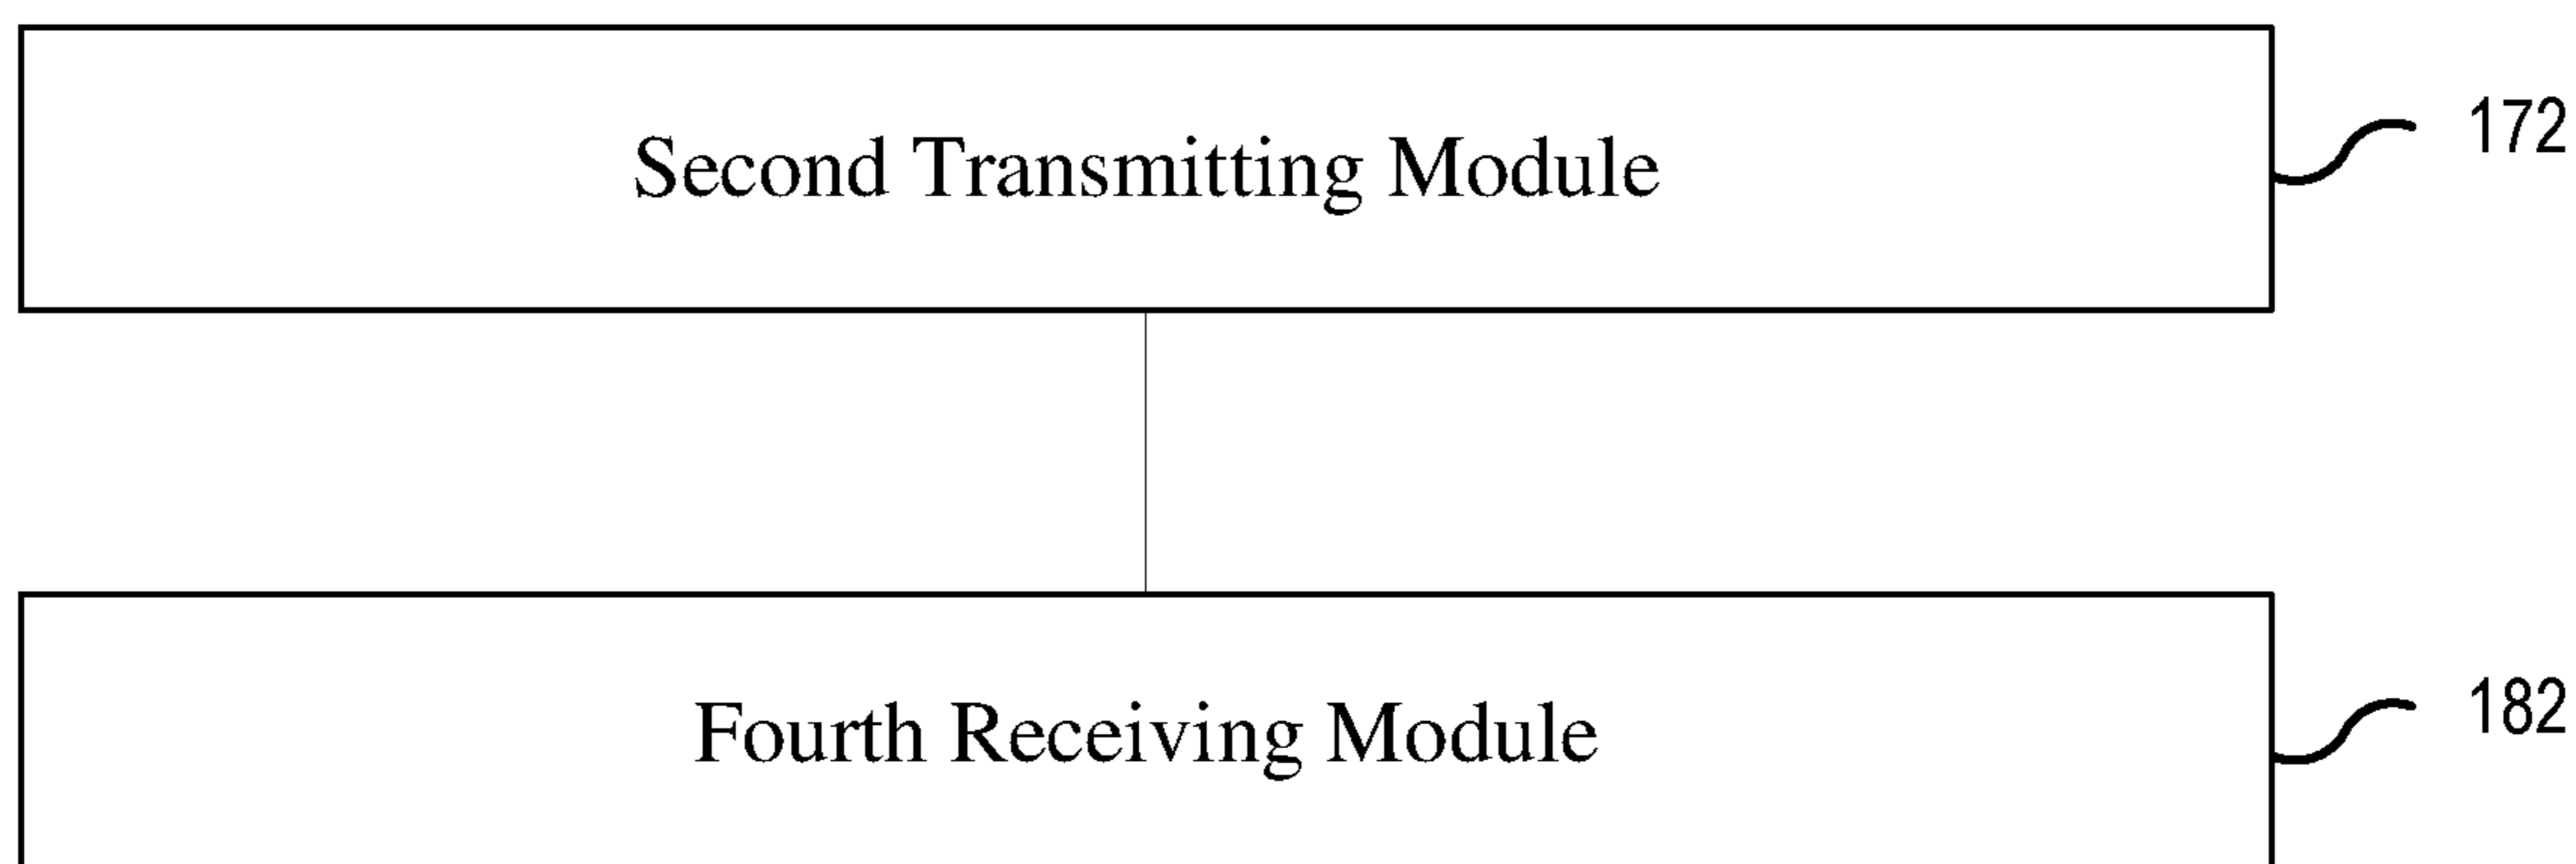 Second Transmitting Module
172
Fourth Receiving Module
182